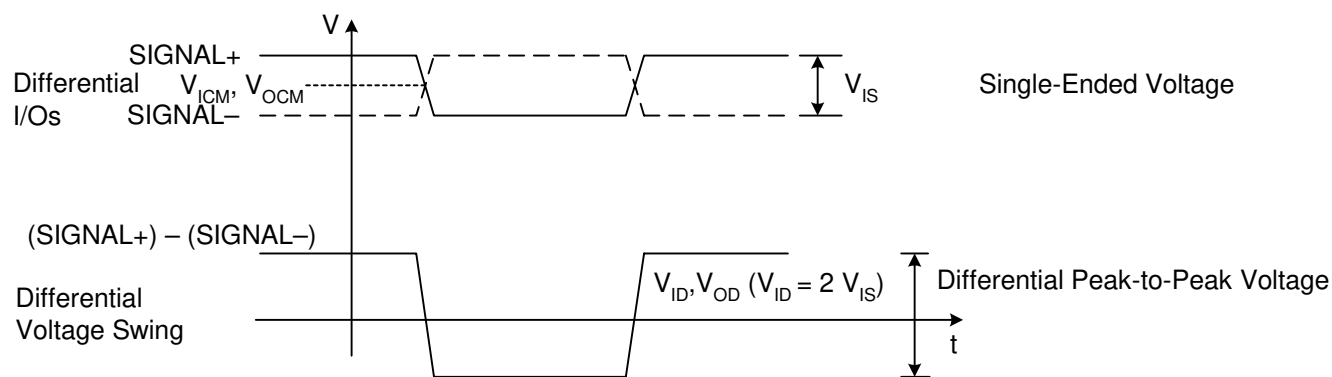 V
SIGNAL+
Differential I/Os
V_ICM, V_OCM
SIGNAL–
V_IS
Single-Ended Voltage
(SIGNAL+) – (SIGNAL–)
Differential
Voltage Swing
V_ID,V_OD (V_ID = 2 V_IS)
Differential Peak-to-Peak Voltage
t